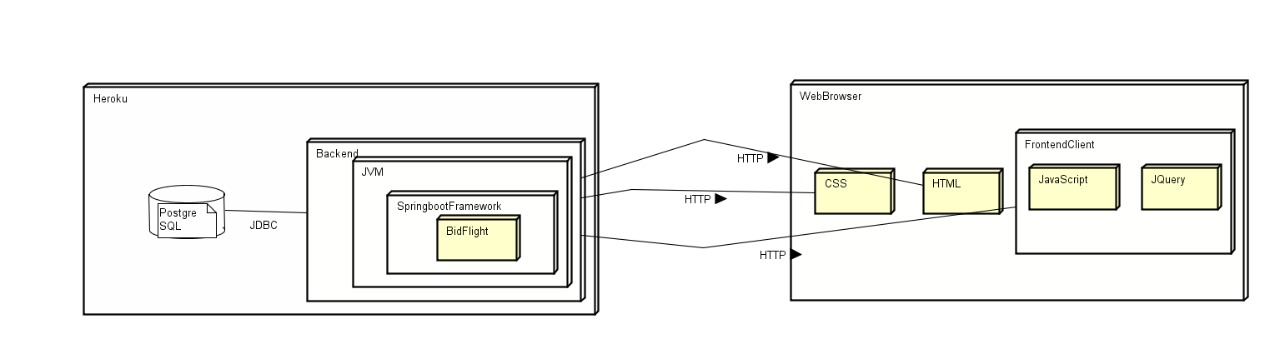 Heroku
Backend
JVM
SpringbootFramework
BidFlight
Postgre
SQL
JDBC
HTTP
HTTP
HTTP
WebBrowser
CSS
HTML
FrontendClient
JavaScript
JQuery